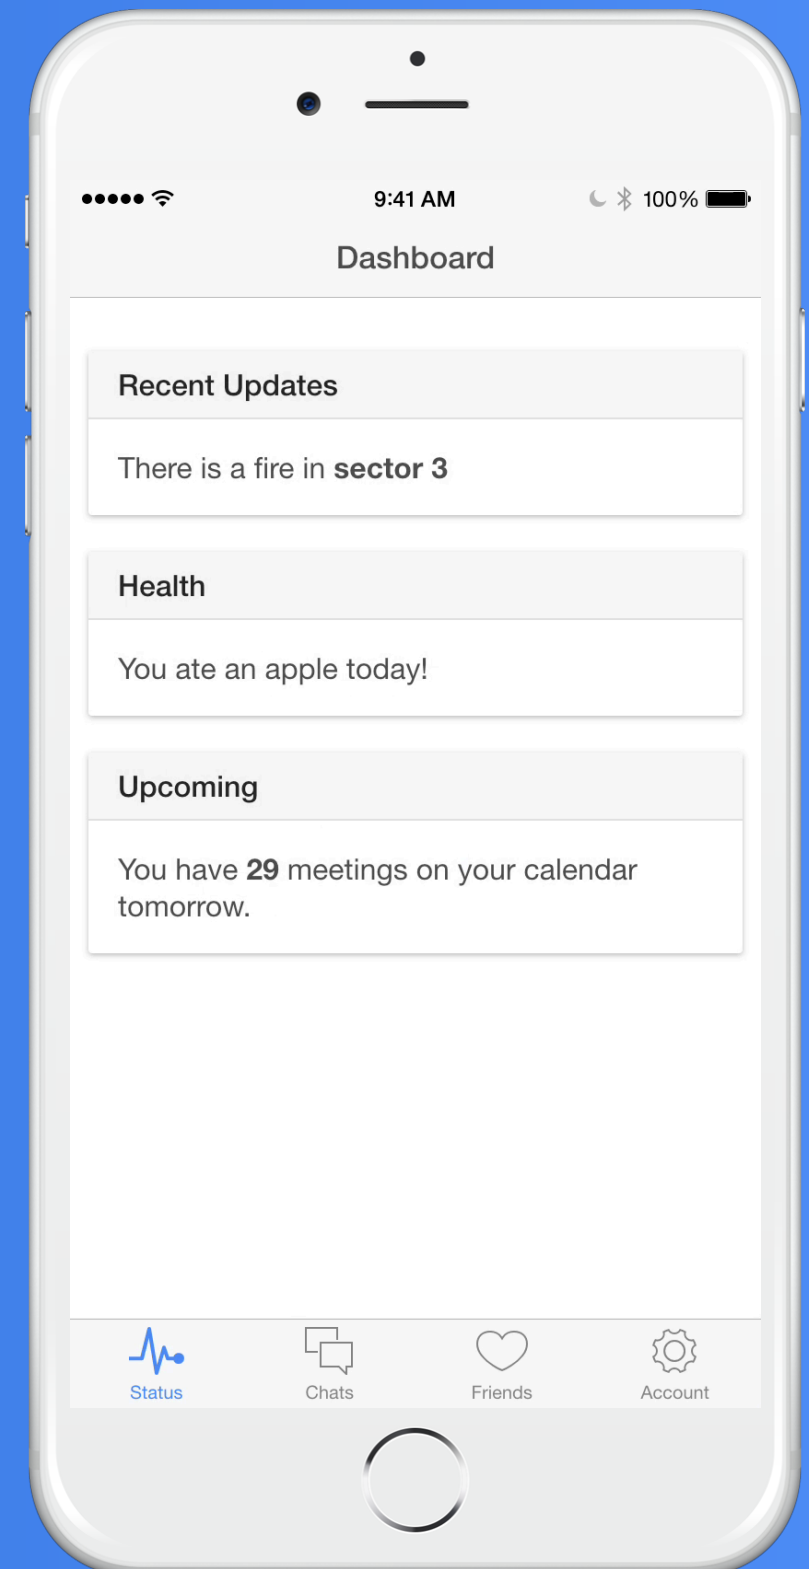 9:41 AM 100%
Dashboard
Recent Updates
There is a fire in sector 3
Health
You ate an apple today!
Upcoming
You have 29 meetings on your calendar
tomorrow.
Status Chats Friends Account